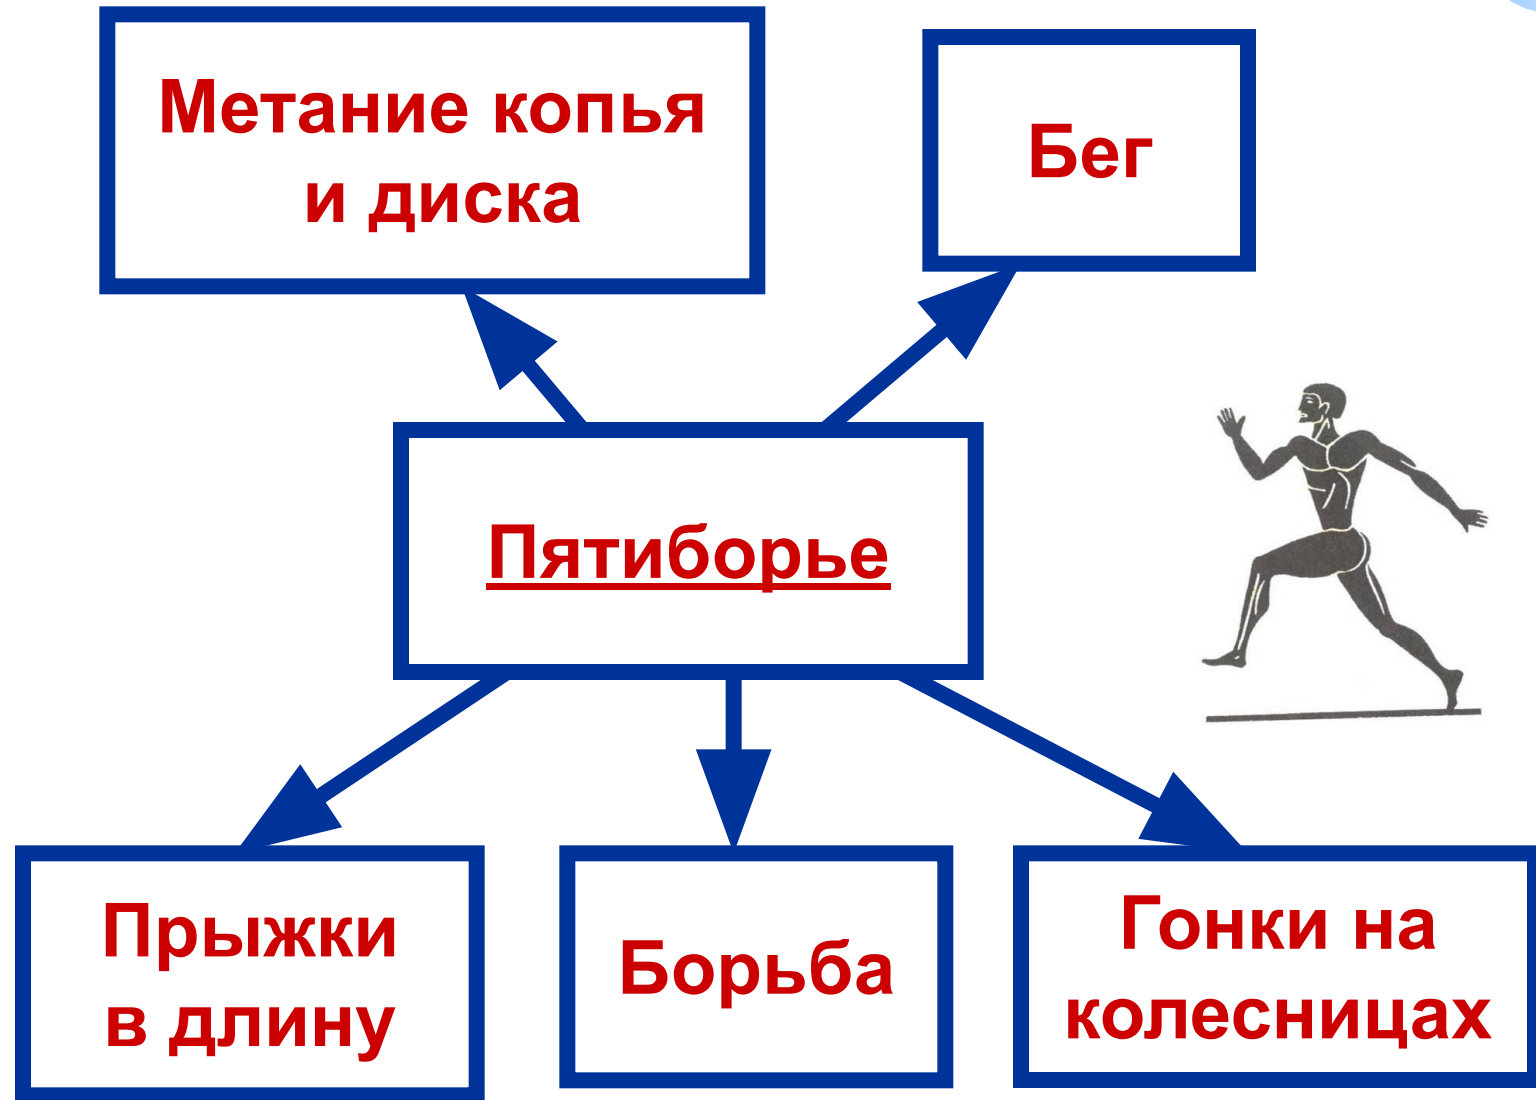 Метание копья
и диска
Бег
Пятиборье
Прыжки
в длину
Борьба
Гонки на
колесницах